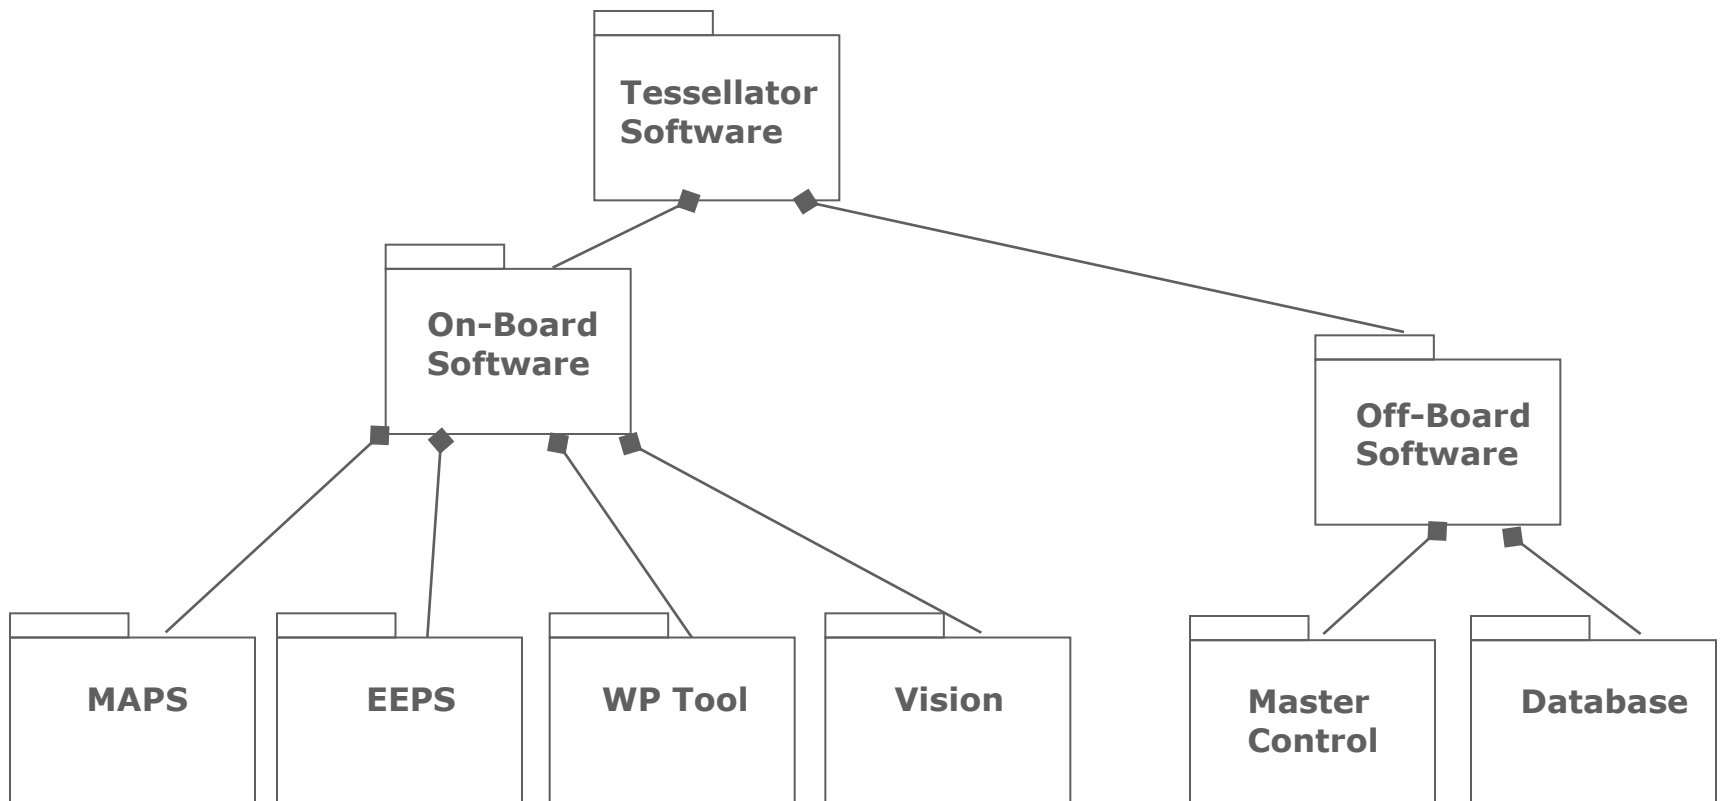 Tessellator
Software
On-Board
Software
Off-Board
Software
MAPS
EEPS
WP Tool
Vision
Master
Control
Database